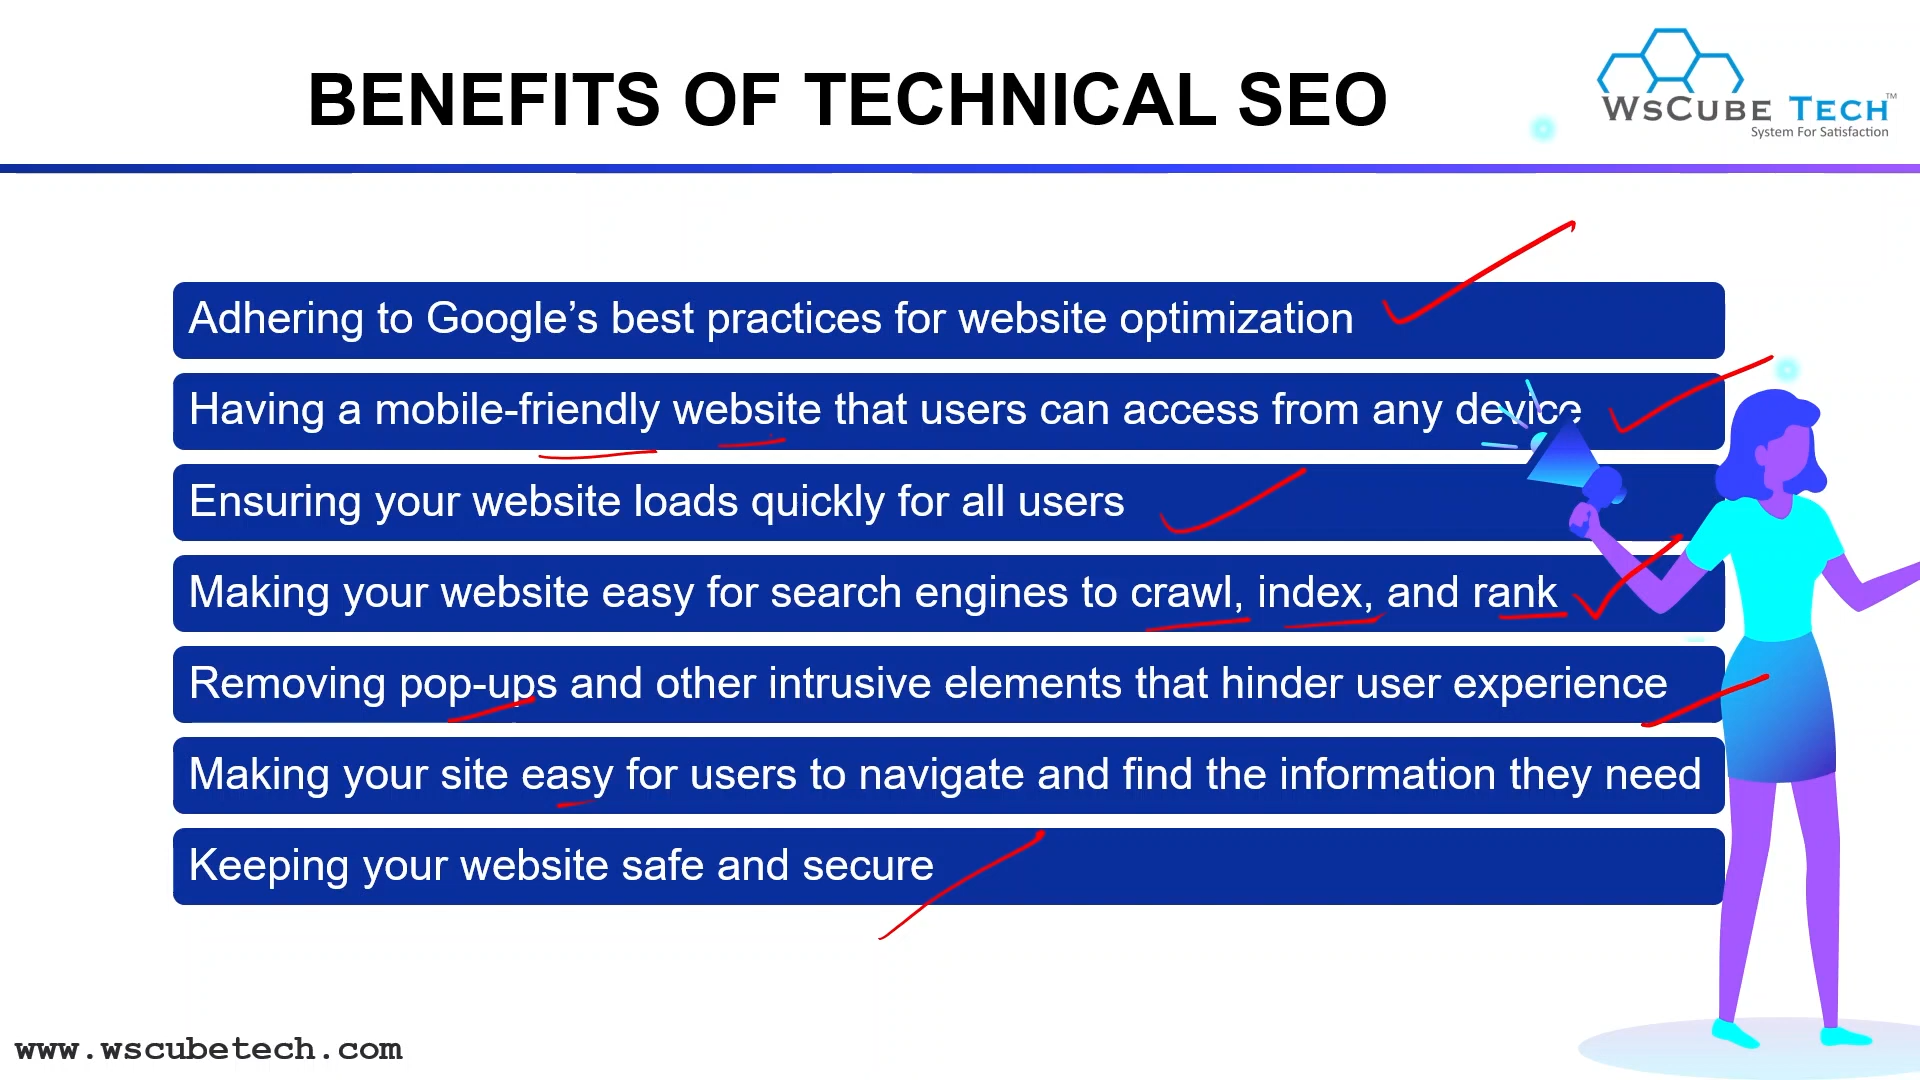 BENEFITS OF TECHNICAL SEO
WSCUBE TECH™
System For Satisfaction
Adhering to Google’s best practices for website optimization
Having a mobile-friendly website that users can access from any device
Ensuring your website loads quickly for all users
Making your website easy for search engines to crawl, index, and rank
Removing pop-ups and other intrusive elements that hinder user experience
Making your site easy for users to navigate and find the information they need
Keeping your website safe and secure
www.wscubetech.com